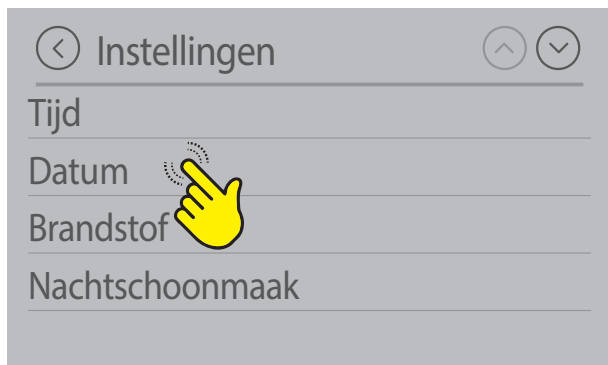 Instellingen
Tijd
Datum
Brandstof
Nachtschoonmaak